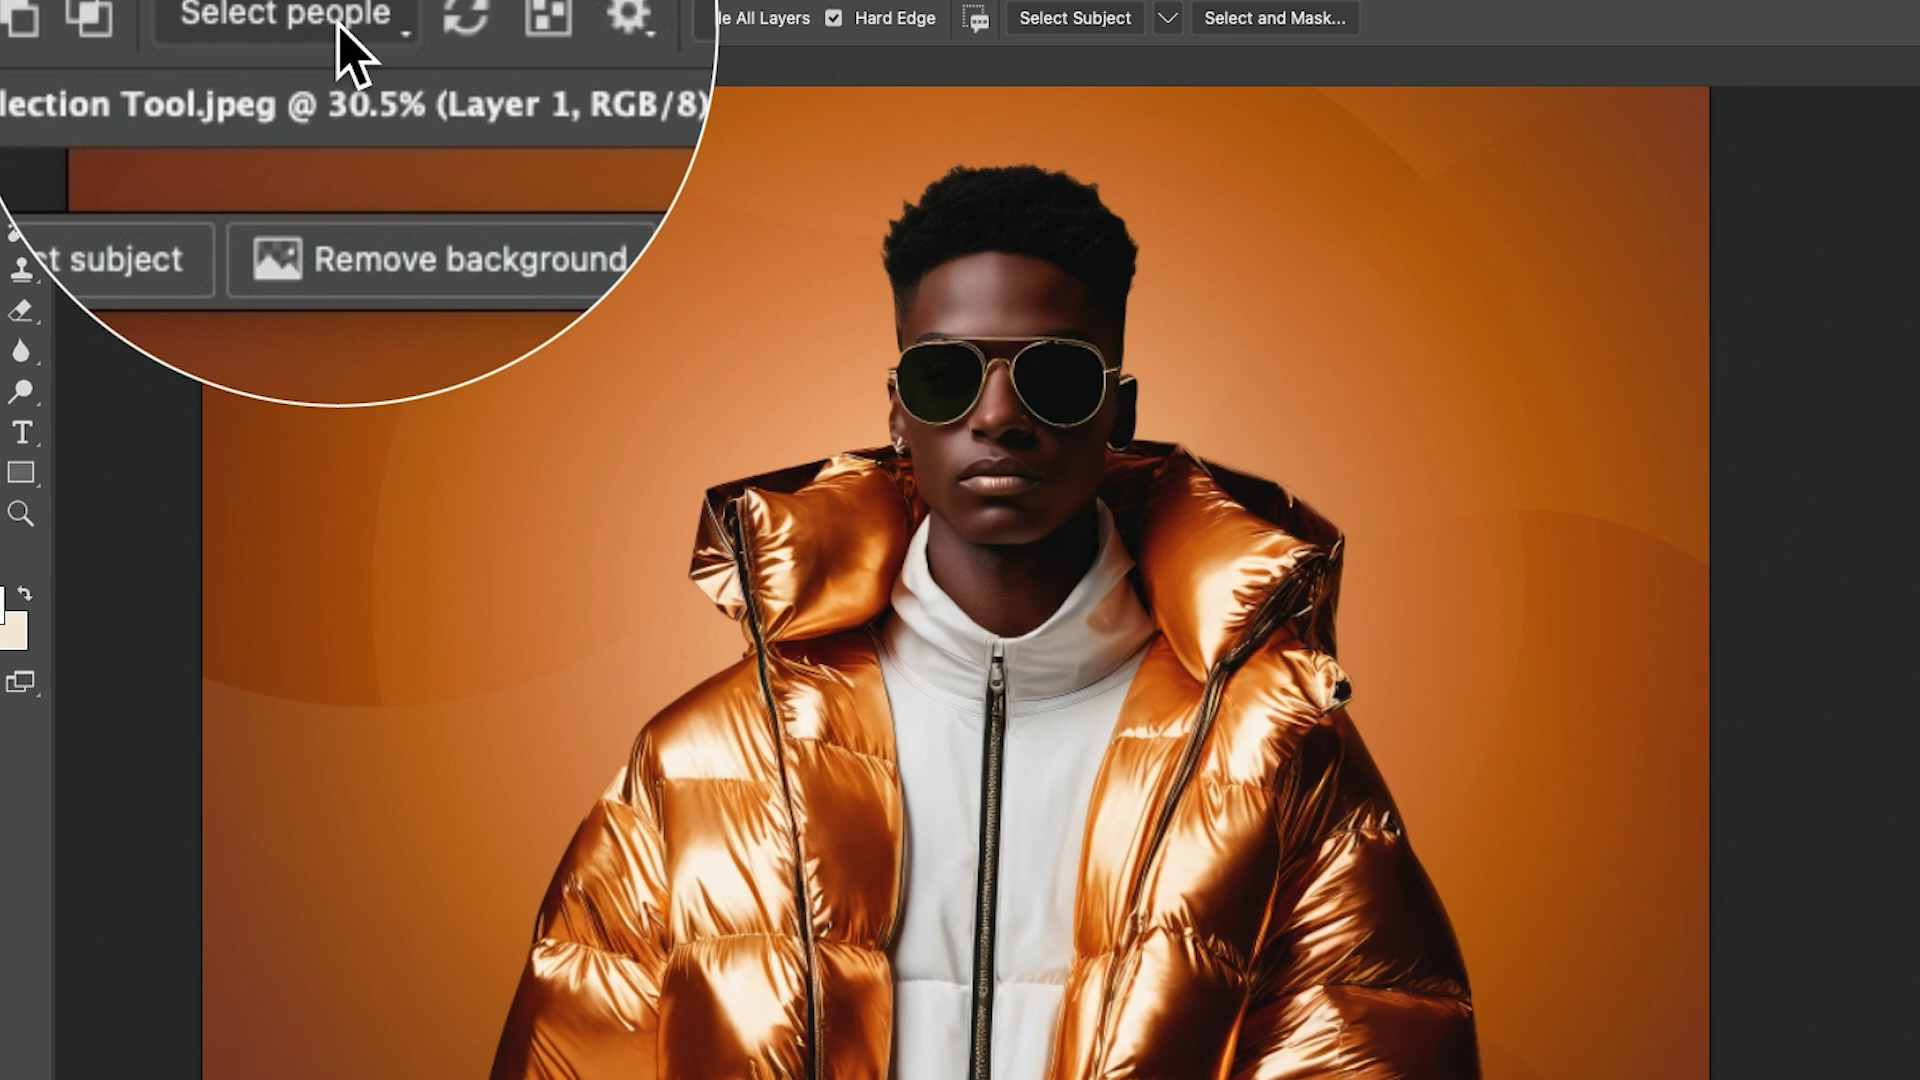 Select people
le All Layers Hard Edge Select Subject Select and Mask...
lection Tool.jpeg @ 30.5% (Layer 1, RGB/8)
ct subject Remove background
T